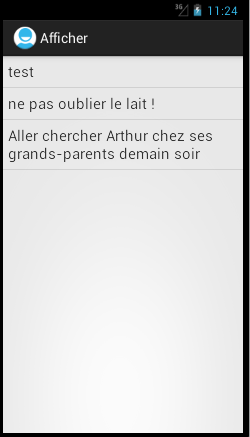 3G 11:24
Afficher
test
ne pas oublier le lait !
Aller chercher Arthur chez ses
grands-parents demain soir